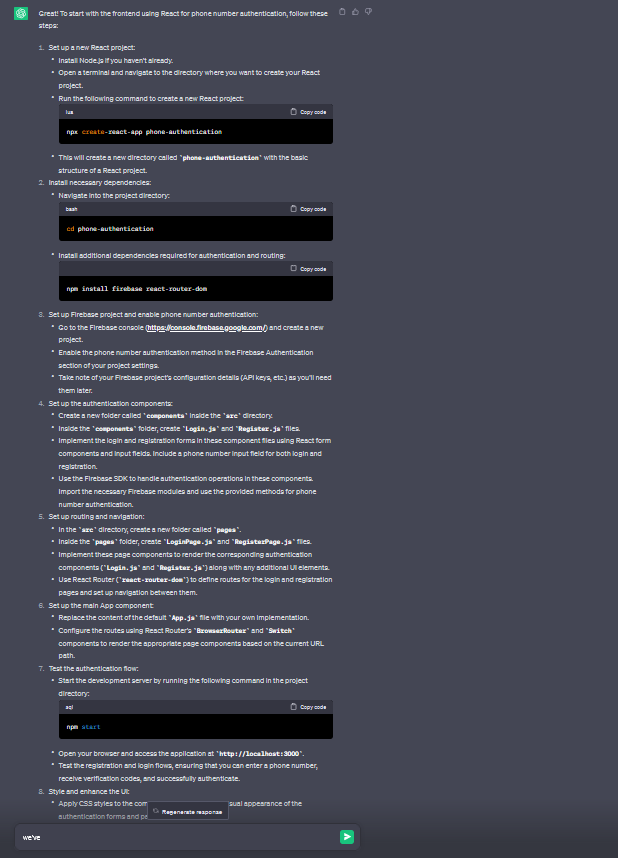 Great! To start with the frontend using React for phone number authentication, follow these
steps:
1. Set up a new React project:
• Install Node.js if you haven't already.
• Open a terminal and navigate to the directory where you want to create your React
project.
• Run the following command to create a new React project:
lua Copy code
npx create-react-app phone-authentication
• This will create a new directory called `phone-authentication` with the basic
structure of a React project.
2. Install necessary dependencies:
• Navigate into the project directory:
bash Copy code
cd phone-authentication
• Install additional dependencies required for authentication and routing:
Copy code
npm install firebase react-router-dom
3. Set up Firebase project and enable phone number authentication:
• Go to the Firebase console (https://console.firebase.google.com/) and create a new
project.
• Enable the phone number authentication method in the Firebase Authentication
section of your project settings.
• Take note of your Firebase project's configuration details (API keys, etc.) as you'll need
them later.
4. Set up the authentication components:
• Create a new folder called `components` inside the `src` directory.
• Inside the `components` folder, create `Login.js` and `Register.js` files.
• Implement the login and registration forms in these component files using React form
components and input fields. Include a phone number input field for both login and
registration.
• Use the Firebase SDK to handle authentication operations in these components.
Import the necessary Firebase modules and use the provided methods for phone
number authentication.
5. Set up routing and navigation:
• In the `src` directory, create a new folder called `pages`.
• Inside the `pages` folder, create `LoginPage.js` and `RegisterPage.js` files.
• Implement these page components to render the corresponding authentication
components (`Login.js` and `Register.js`) along with any additional UI elements.
• Use React Router (`react-router-dom`) to define routes for the login and registration
pages and set up navigation between them.
6. Set up the main App component:
• Replace the content of the default `App.js` file with your own implementation.
• Configure the routes using React Router's `BrowserRouter` and `Switch`
components to render the appropriate page components based on the current URL
path.
7. Test the authentication flow:
• Start the development server by running the following command in the project
directory:
sql Copy code
npm start
• Open your browser and access the application at `http://localhost:3000`.
• Test the registration and login flows, ensuring that you can enter a phone number,
receive verification codes, and successfully authenticate.
8. Style and enhance the UI:
• Apply CSS styles to the com sual appearance of the
Regenerate response
authentication forms and pa
we've